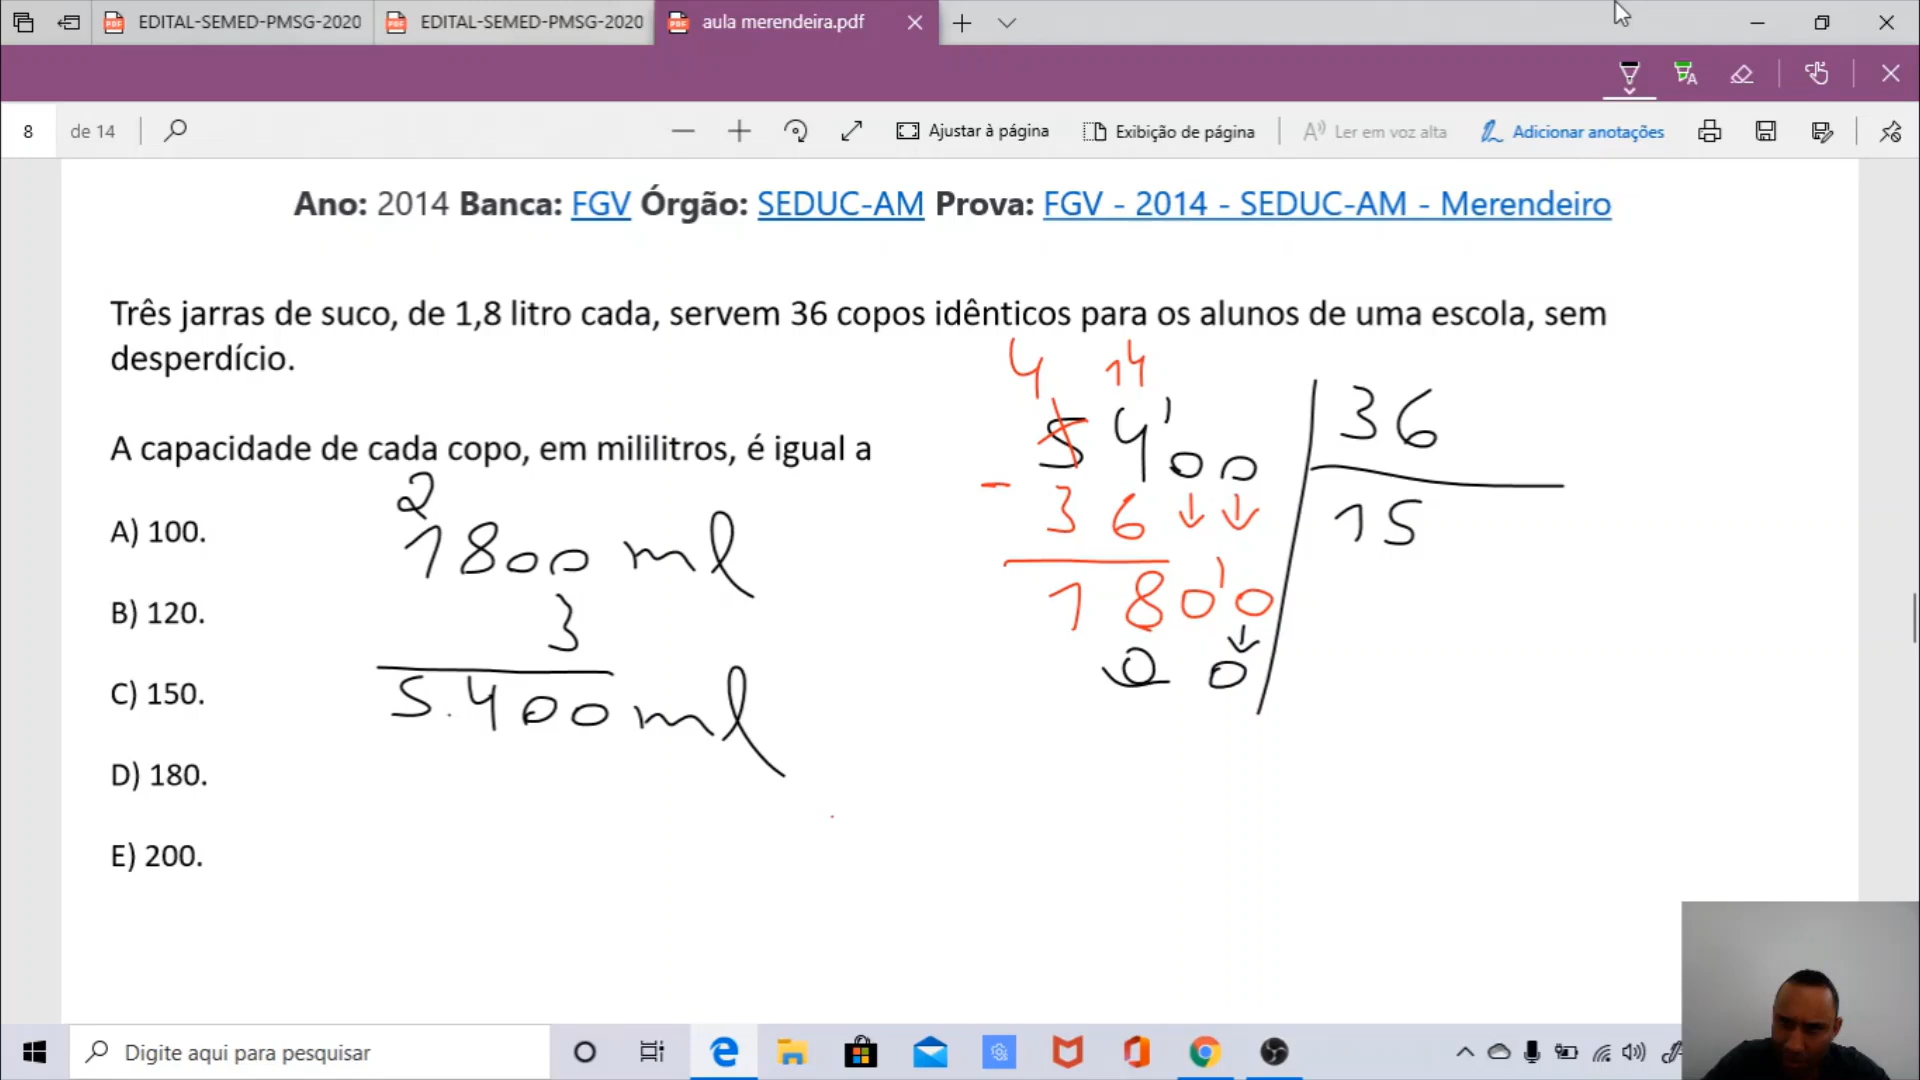 EDITAL-SEMED-PMSG-2020 EDITAL-SEMED-PMSG-2020 aula merendeira.pdf
8 de 14 Ajustar à página Exibição de página Ler em voz alta Adicionar anotações
Ano: 2014 Banca: FGV Órgão: SEDUC-AM Prova: FGV - 2014 - SEDUC-AM - Merendeiro
Três jarras de suco, de 1,8 litro cada, servem 36 copos idênticos para os alunos de uma escola, sem
desperdício.
A capacidade de cada copo, em mililitros, é igual a
A) 100.
B) 120.
C) 150.
D) 180.
E) 200.
2
1800 ml
3
5.400 ml
4 14
54'00 36
- 36 15
180'0
00
Digite aqui para pesquisar